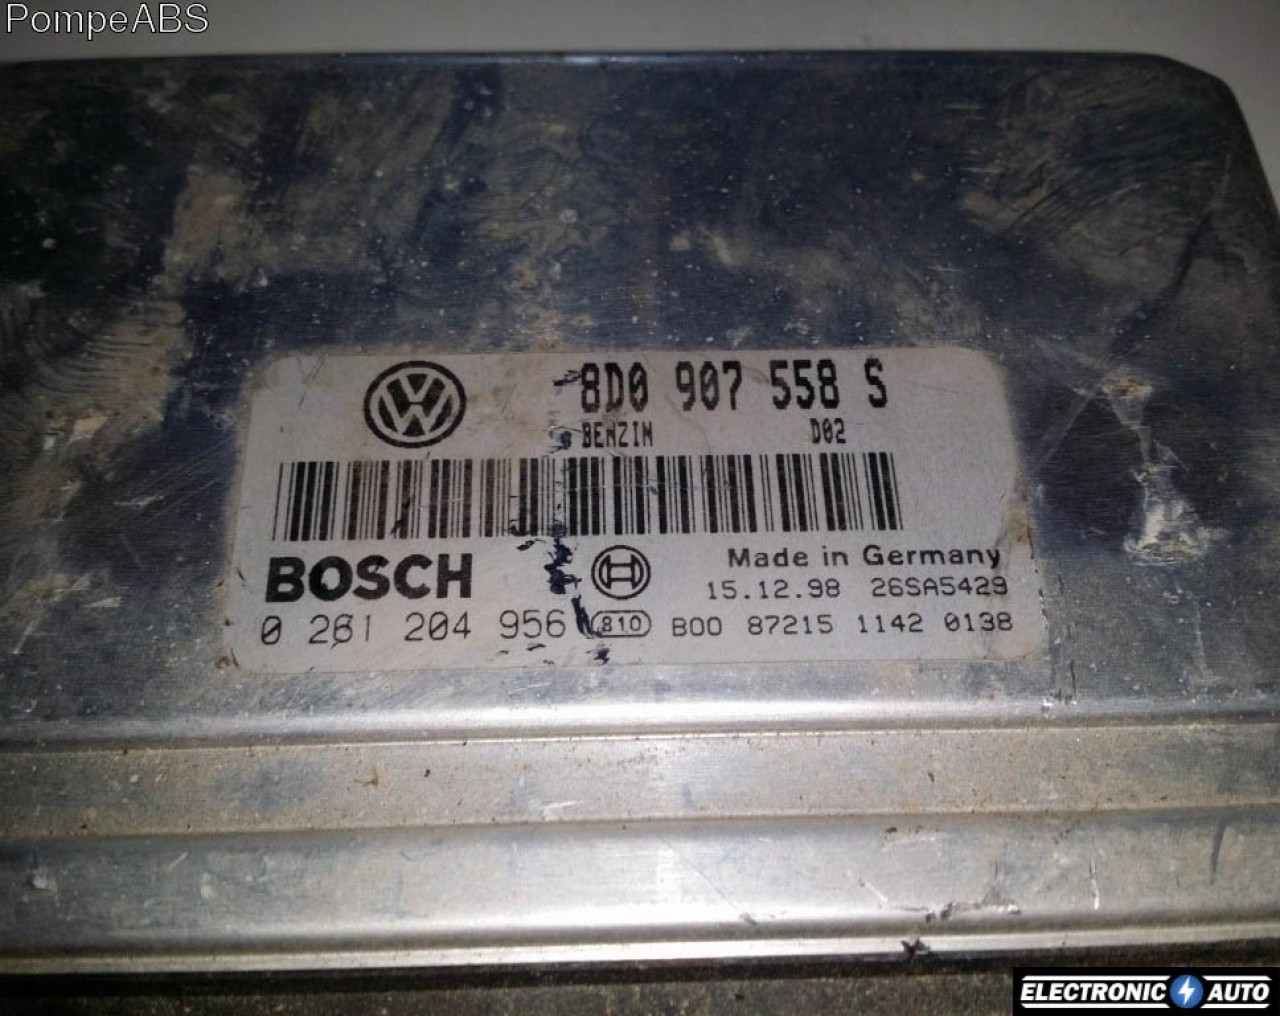 PompeABS
8D0 907 558 S
BENZIN D02
BOSCH
Made in Germany
15.12.98 26SA5429
0 261 204 956 810 B00 87215 1142 0138
ELECTRONIC AUTO